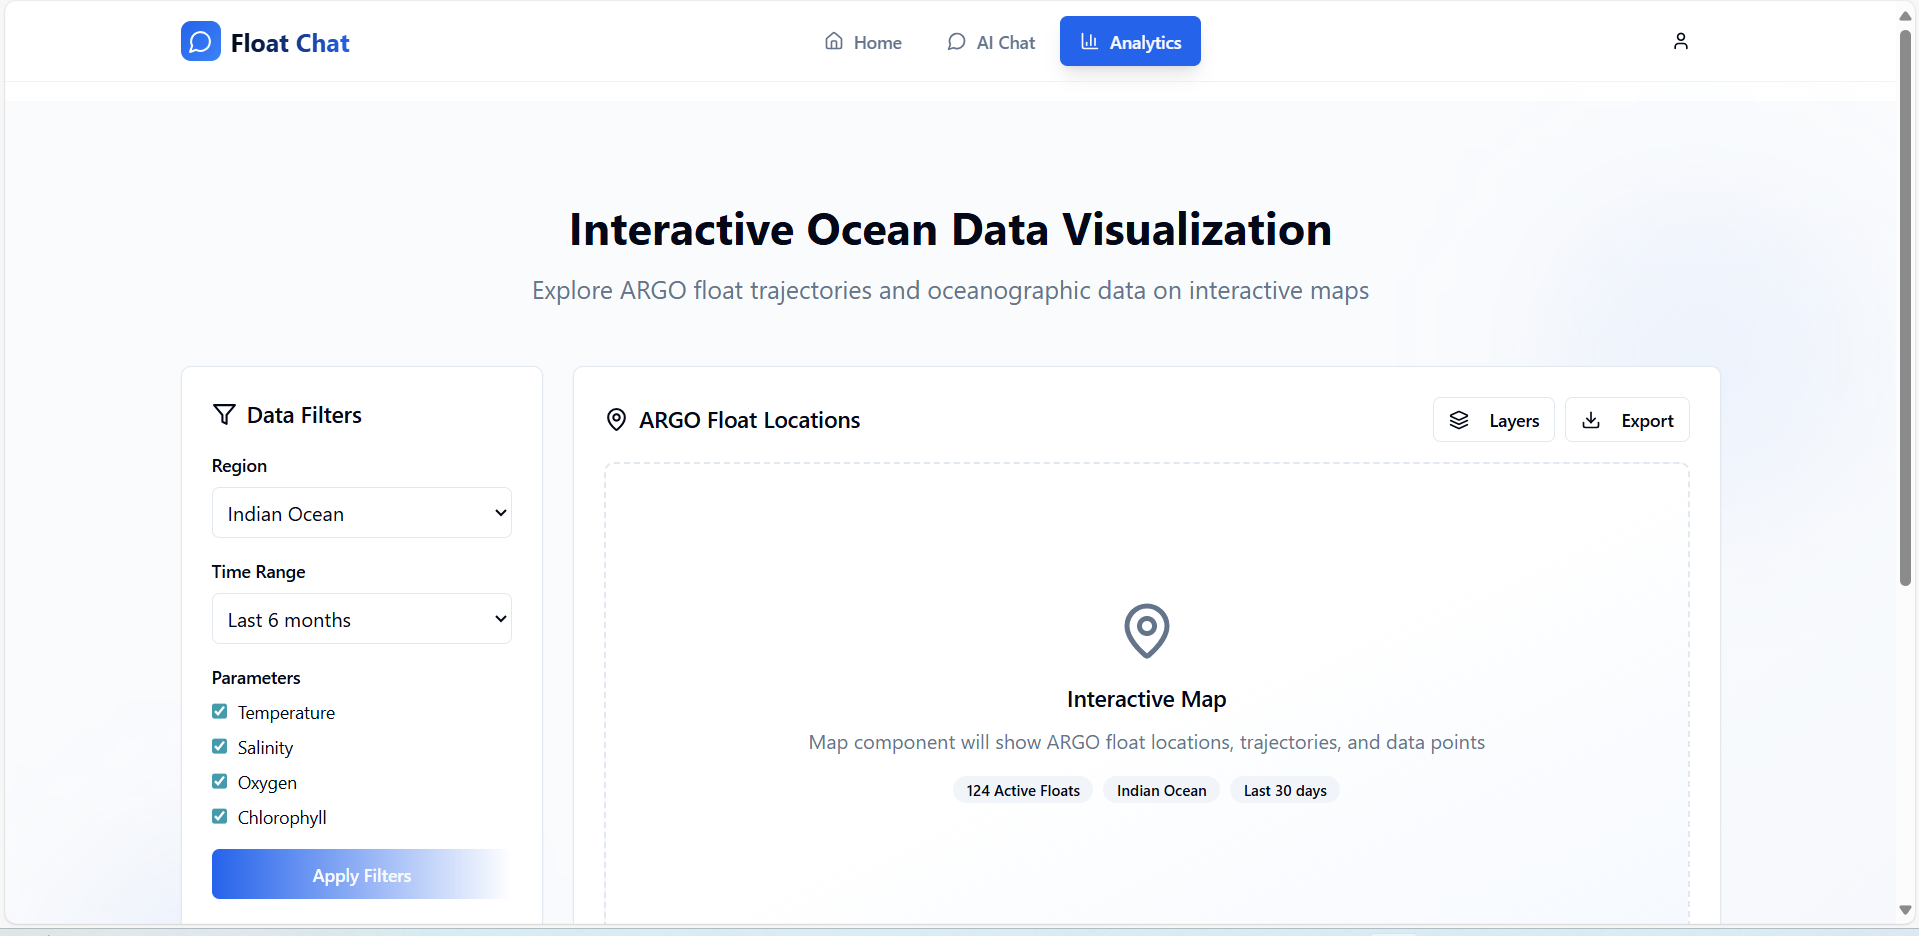 Float Chat
Home
AI Chat
Analytics
Interactive Ocean Data Visualization
Explore ARGO float trajectories and oceanographic data on interactive maps
Data Filters
Region
Indian Ocean
Time Range
Last 6 months
Parameters
Temperature
Salinity
Oxygen
Chlorophyll
Apply Filters
ARGO Float Locations
Layers
Export
Interactive Map
Map component will show ARGO float locations, trajectories, and data points
124 Active Floats
Indian Ocean
Last 30 days